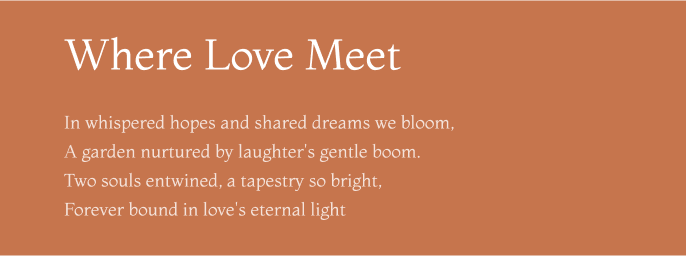 Where Love Meet
In whispered hopes and shared dreams we bloom,
A garden nurtured by laughter's gentle boom.
Two souls entwined, a tapestry so bright,
Forever bound in love's eternal light